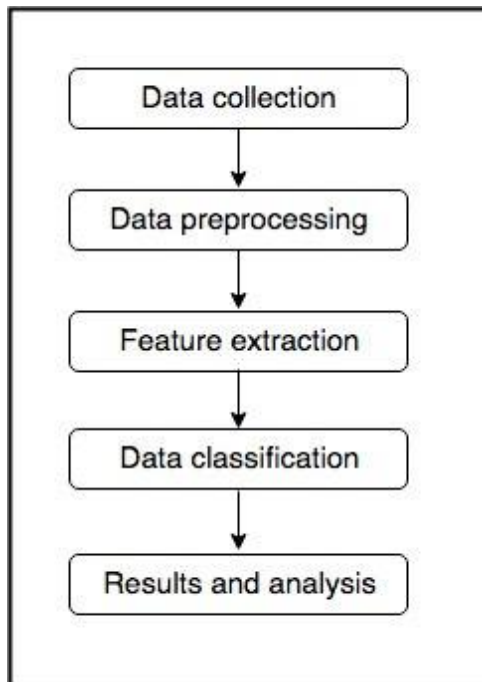 Data collection
Data preprocessing
Feature extraction
Data classification
Results and analysis